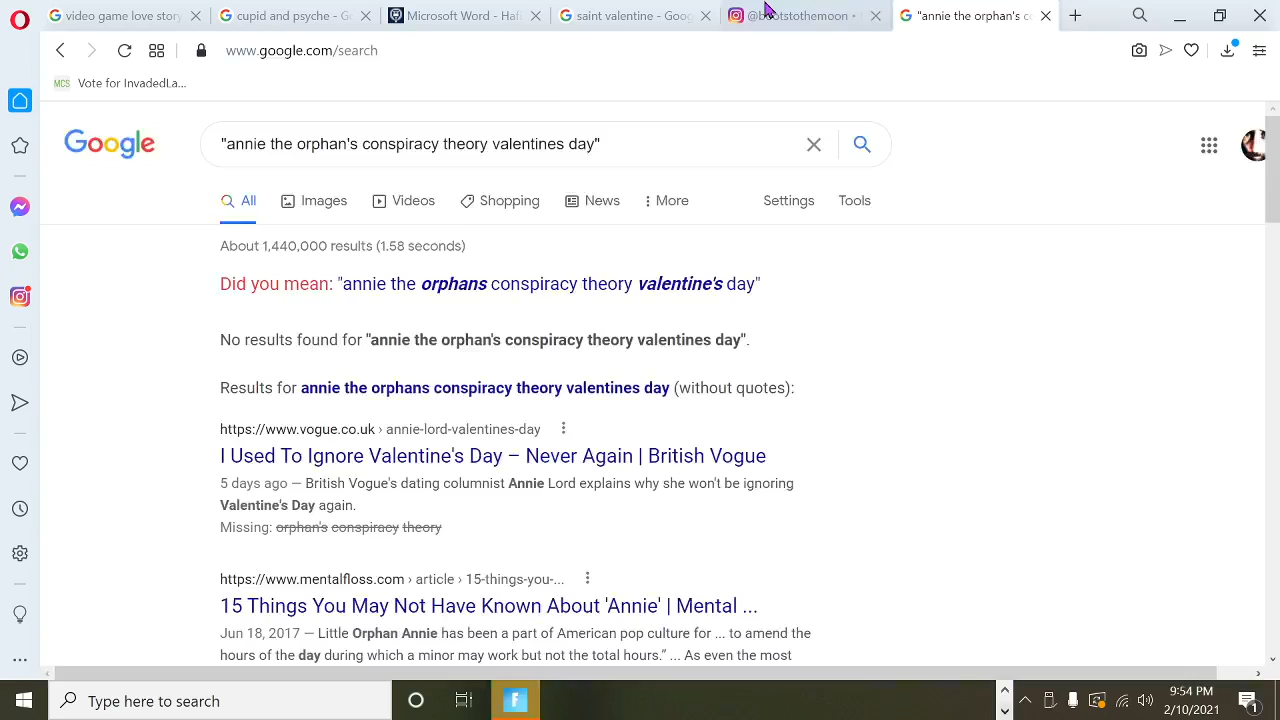 video game love story
cupid and psyche - G
Microsoft Word - Hafi
saint valentine - Goog
@bootstothemoon •
"annie the orphan's co
www.google.com/search
MCS Vote for InvadedLa...
Google
"annie the orphan's conspiracy theory valentines day"
All Images Videos Shopping News More Settings Tools
About 1,440,000 results (1.58 seconds)
Did you mean: "annie the orphans conspiracy theory valentine's day"
No results found for "annie the orphan's conspiracy theory valentines day".
Results for annie the orphans conspiracy theory valentines day (without quotes):
https://www.vogue.co.uk › annie-lord-valentines-day
I Used To Ignore Valentine's Day – Never Again | British Vogue
5 days ago — British Vogue's dating columnist Annie Lord explains why she won't be ignoring
Valentine's Day again.
Missing: orphan's conspiracy theory
https://www.mentalfloss.com › article › 15-things-you-...
15 Things You May Not Have Known About 'Annie' | Mental ...
Jun 18, 2017 — Little Orphan Annie has been a part of American pop culture for ... to amend the
hours of the day during which a minor may work but not the total hours.” ... As even the most
Type here to search
9:54 PM
2/10/2021
1